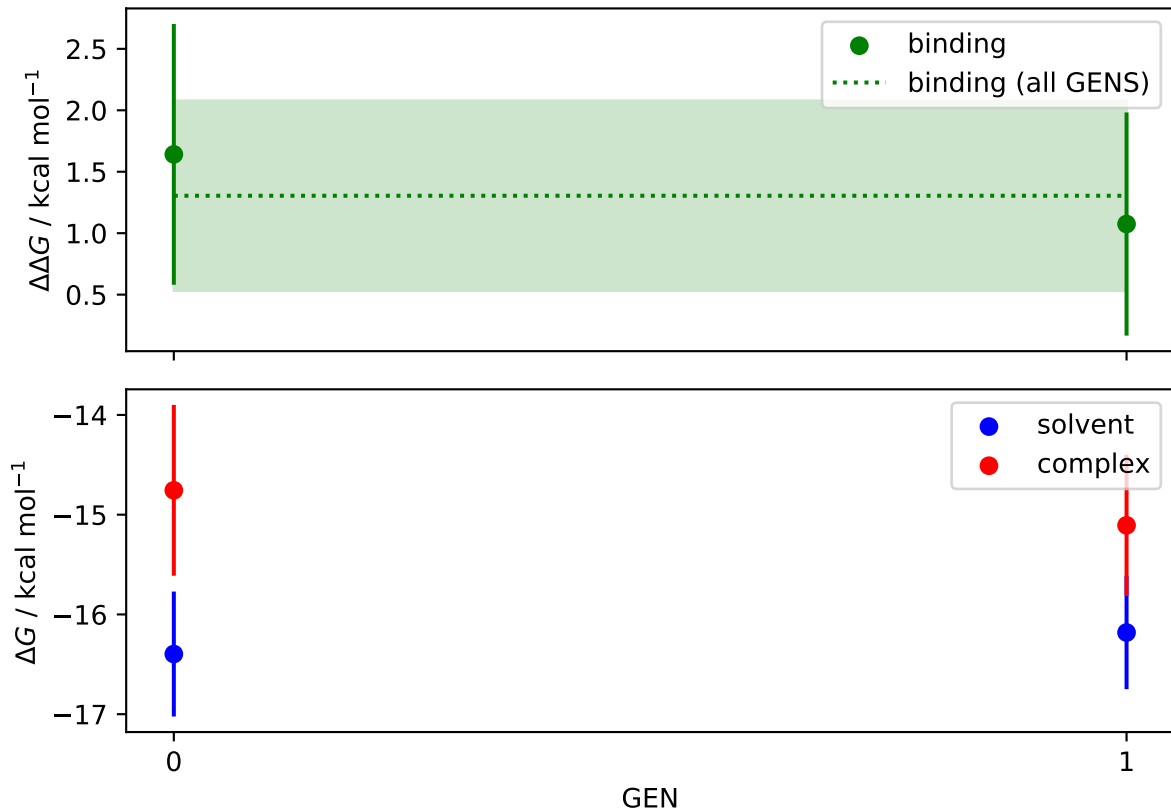 2.5
2.0
1.5
1.0
0.5
ΔΔG / kcal mol⁻¹
binding
binding (all GENS)
−14
−15
−16
−17
ΔG / kcal mol⁻¹
solvent
complex
0
1
GEN